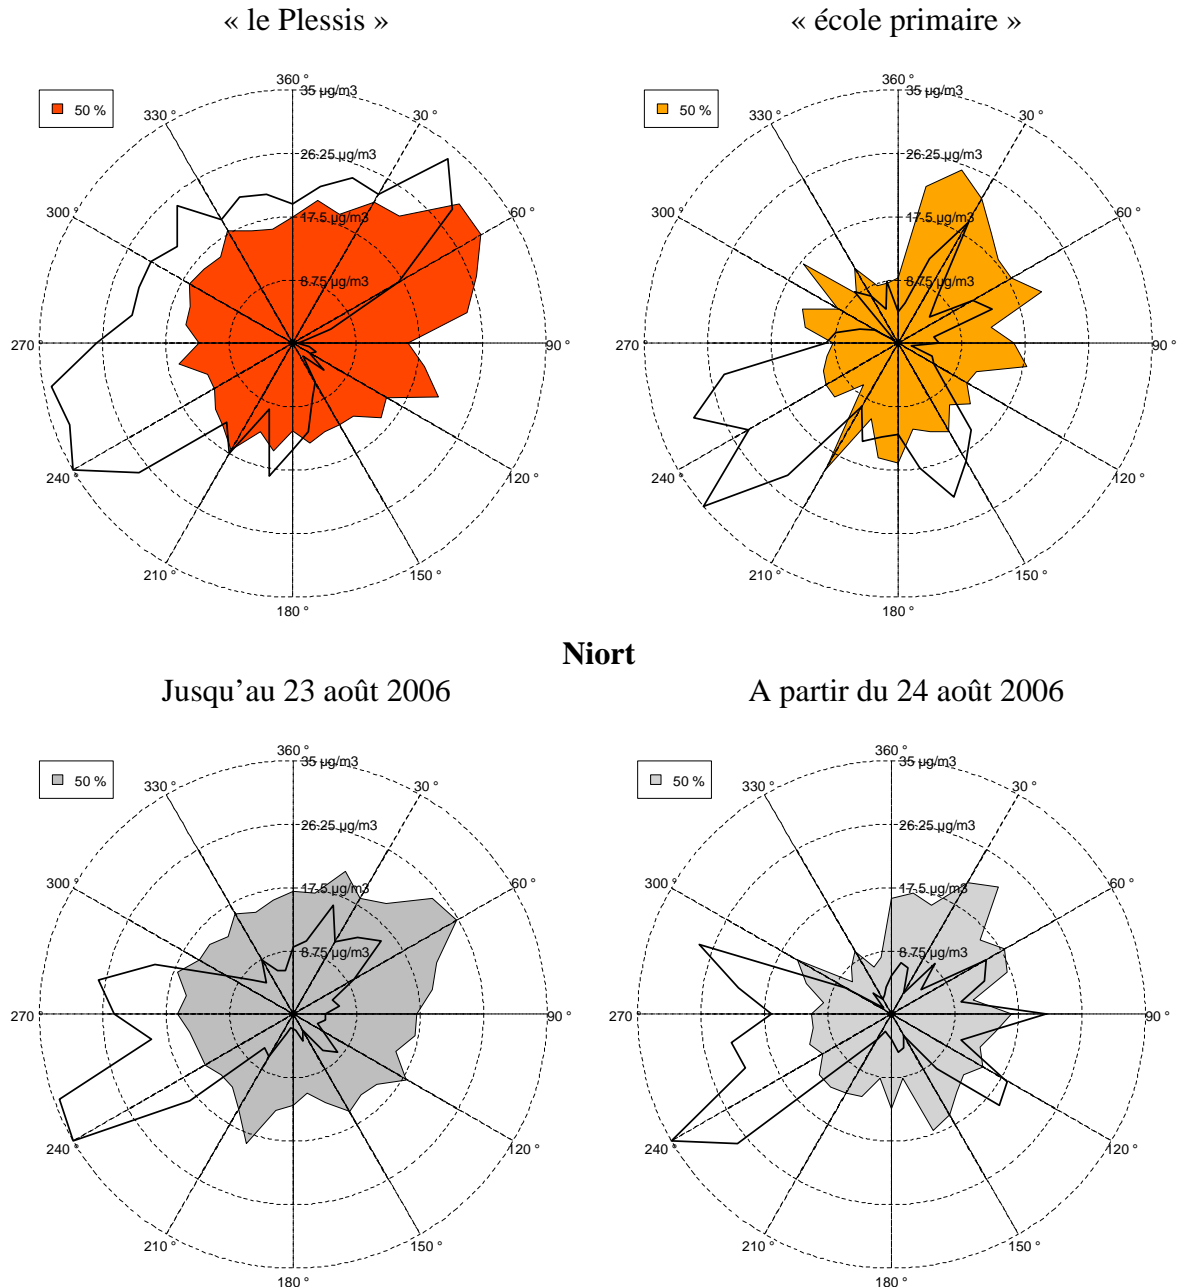 « le Plessis »
« école primaire »
50 %
360 °
35 µg/m3
330 °
30 °
26.25 µg/m3
300 °
17.5 µg/m3
60 °
8.75 µg/m3
270 °
90 °
240 °
120 °
210 °
150 °
180 °
50 %
360 °
35 µg/m3
330 °
30 °
26.25 µg/m3
300 °
17.5 µg/m3
60 °
8.75 µg/m3
270 °
90 °
240 °
120 °
210 °
150 °
180 °
Niort
Jusqu’au 23 août 2006
A partir du 24 août 2006
50 %
360 °
35 µg/m3
330 °
30 °
26.25 µg/m3
300 °
17.5 µg/m3
60 °
8.75 µg/m3
270 °
90 °
240 °
120 °
210 °
150 °
180 °
50 %
360 °
35 µg/m3
330 °
30 °
26.25 µg/m3
300 °
17.5 µg/m3
60 °
8.75 µg/m3
270 °
90 °
240 °
120 °
210 °
150 °
180 °